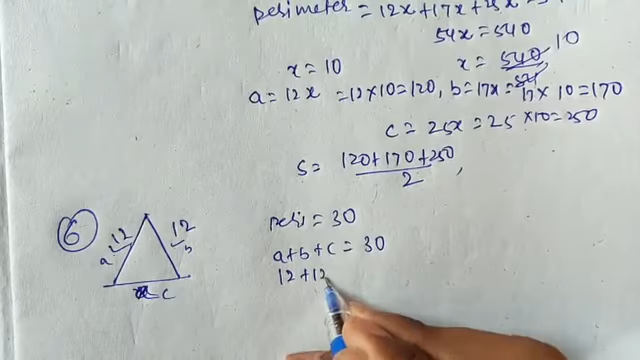 perimeter = 12x+17x+25x =
54x = 540
x = 540 10
x = 10
a = 12x = 12×10 = 120, b = 17x = 17 × 10 = 170
c = 25x = 25 × 10 = 250
s = 120+170+250
2 ,
6
12 12
a b
c
peri = 30
a+b+c = 30
12 + 12